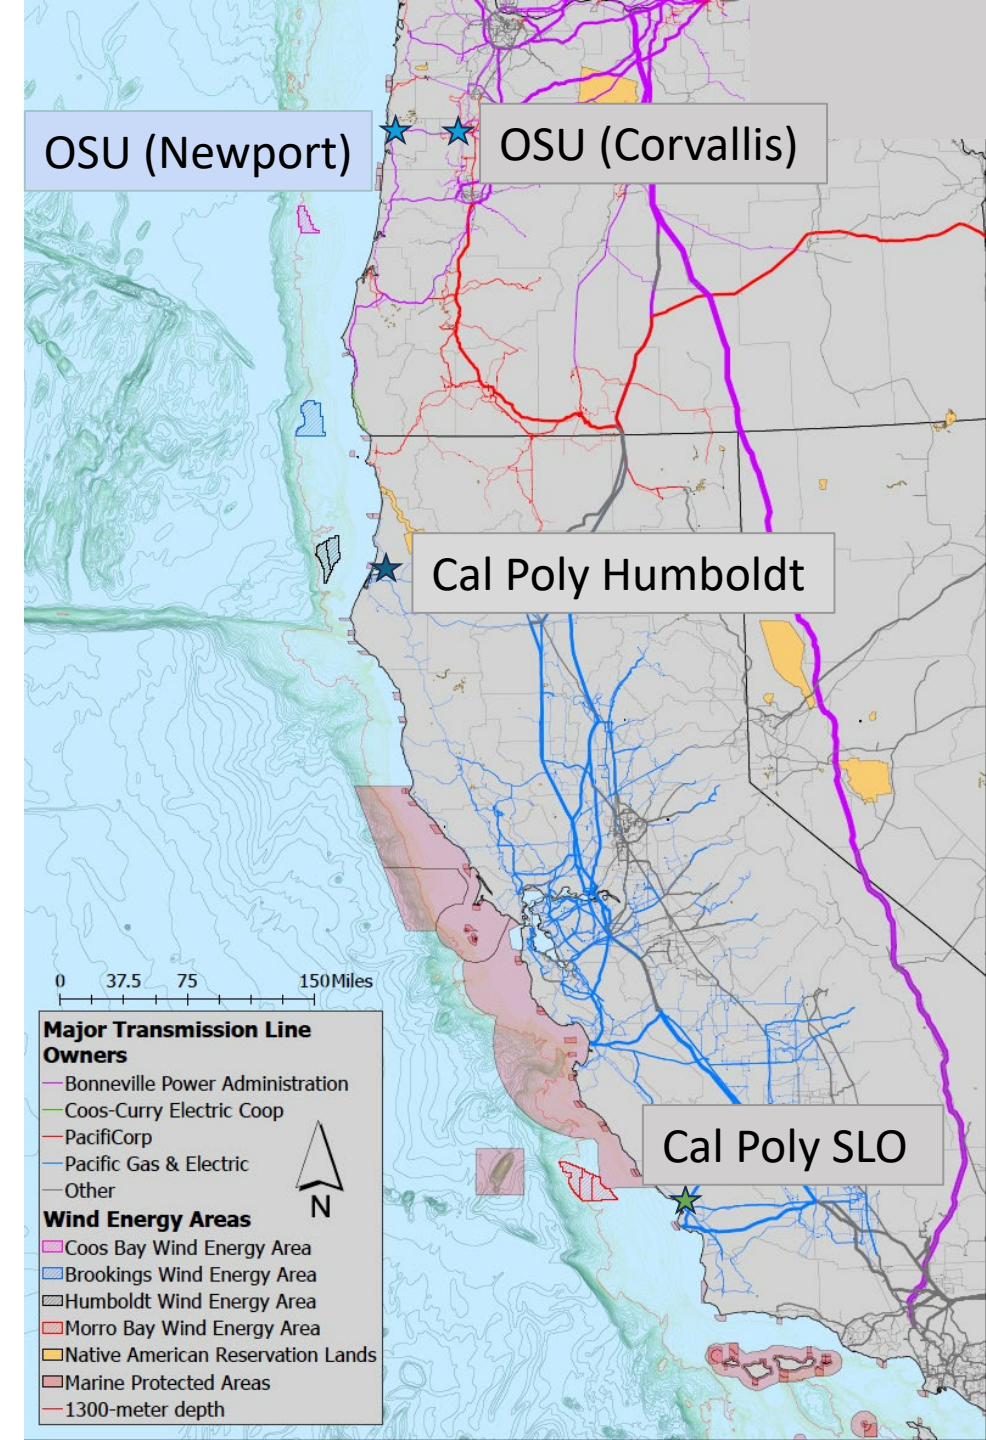 OSU (Newport)
OSU (Corvallis)
Cal Poly Humboldt
0 37.5 75 150 Miles
Major Transmission Line
Owners
Bonneville Power Administration
Coos-Curry Electric Coop
PacifiCorp
Pacific Gas & Electric
Other
N
Wind Energy Areas
Coos Bay Wind Energy Area
Brookings Wind Energy Area
Humboldt Wind Energy Area
Morro Bay Wind Energy Area
Native American Reservation Lands
Marine Protected Areas
1300-meter depth
Cal Poly SLO